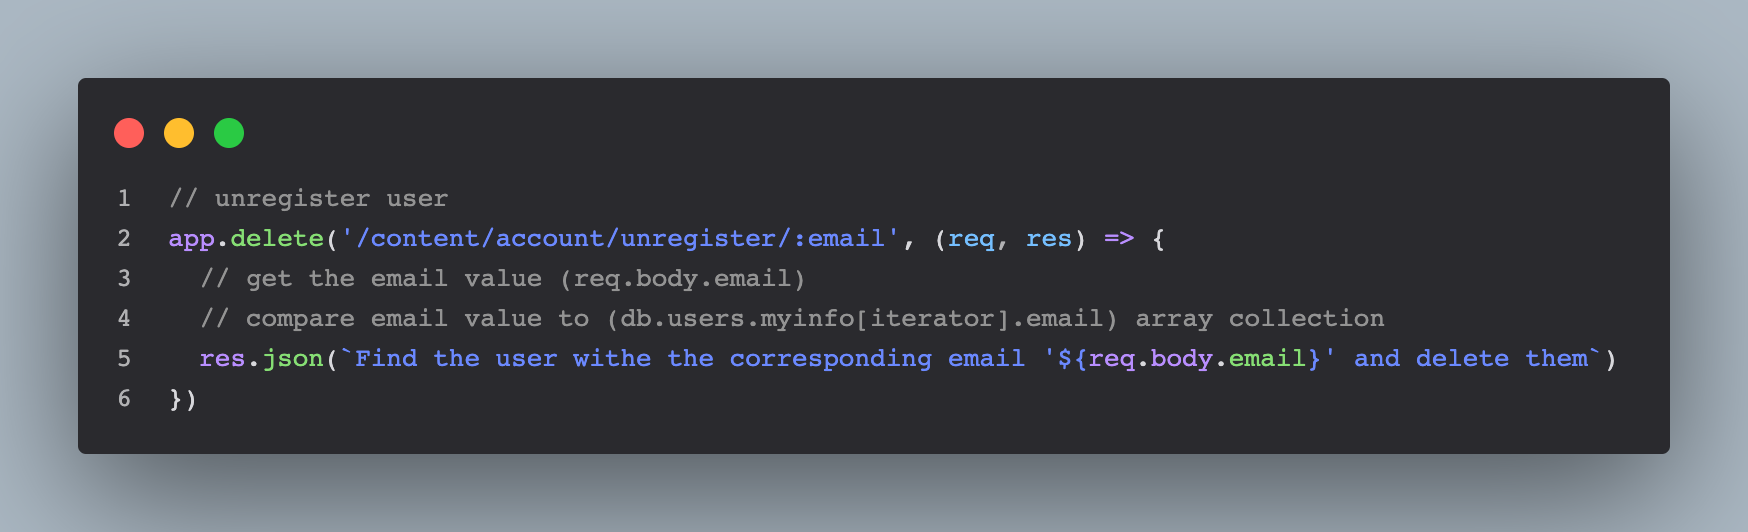 1 // unregister user
2 app.delete('/content/account/unregister/:email', (req, res) => {
3 // get the email value (req.body.email)
4 // compare email value to (db.users.myinfo[iterator].email) array collection
5 res.json(`Find the user withe the corresponding email '${req.body.email}' and delete them`)
6 })